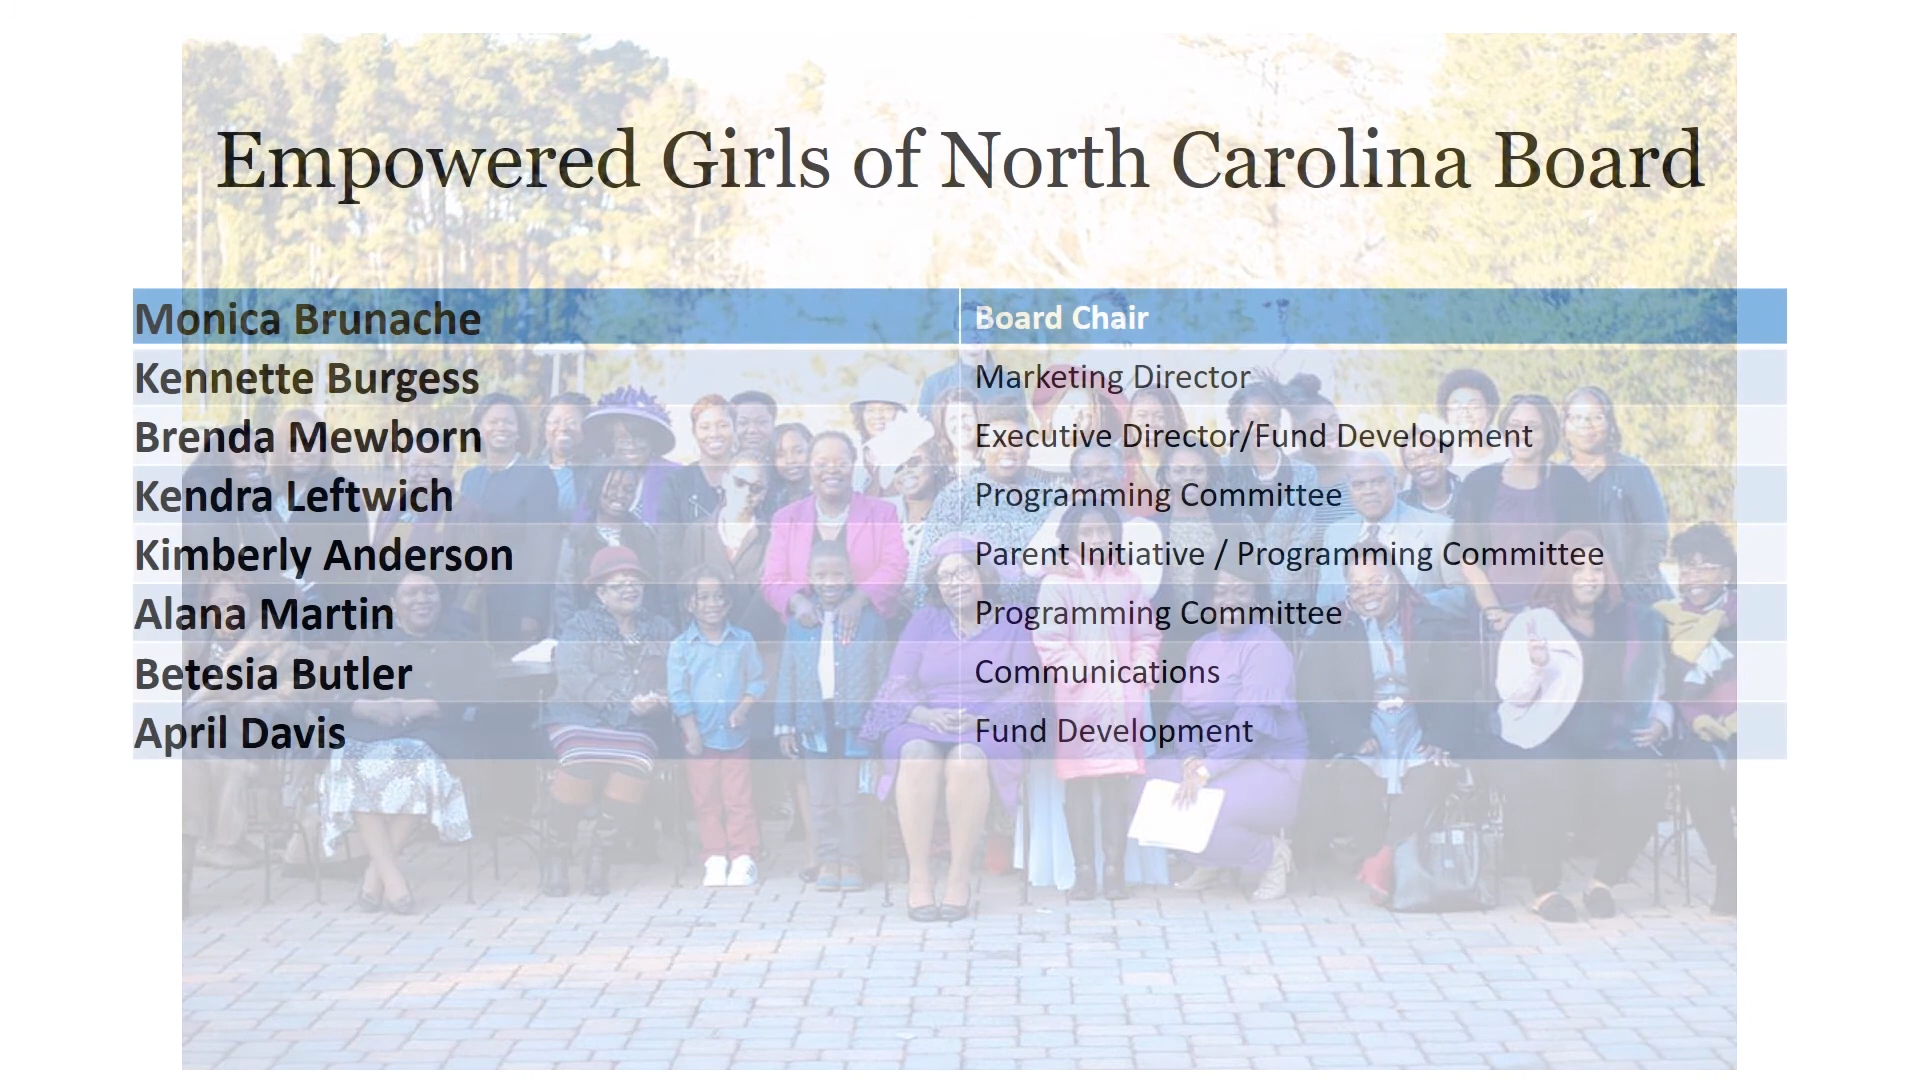 Empowered Girls of North Carolina Board
Monica Brunache Board Chair
Kennette Burgess Marketing Director
Brenda Mewborn Executive Director/Fund Development
Kendra Leftwich Programming Committee
Kimberly Anderson Parent Initiative / Programming Committee
Alana Martin Programming Committee
Betesia Butler Communications
April Davis Fund Development